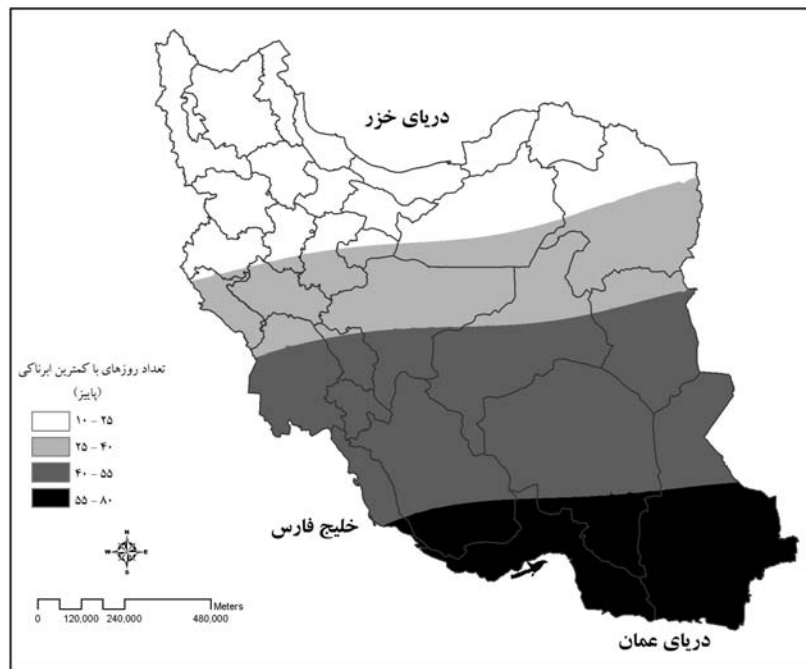 دریای خزر
تعداد روزهای با کمترین ابرناکی
(پاییز)
۱۰ - ۲۵
۲۵ - ۴۰
۴۰ - ۵۵
۵۵ - ۸۰
خلیج فارس
N
W E
S
Meters
0 120,000 240,000 480,000
دریای عمان